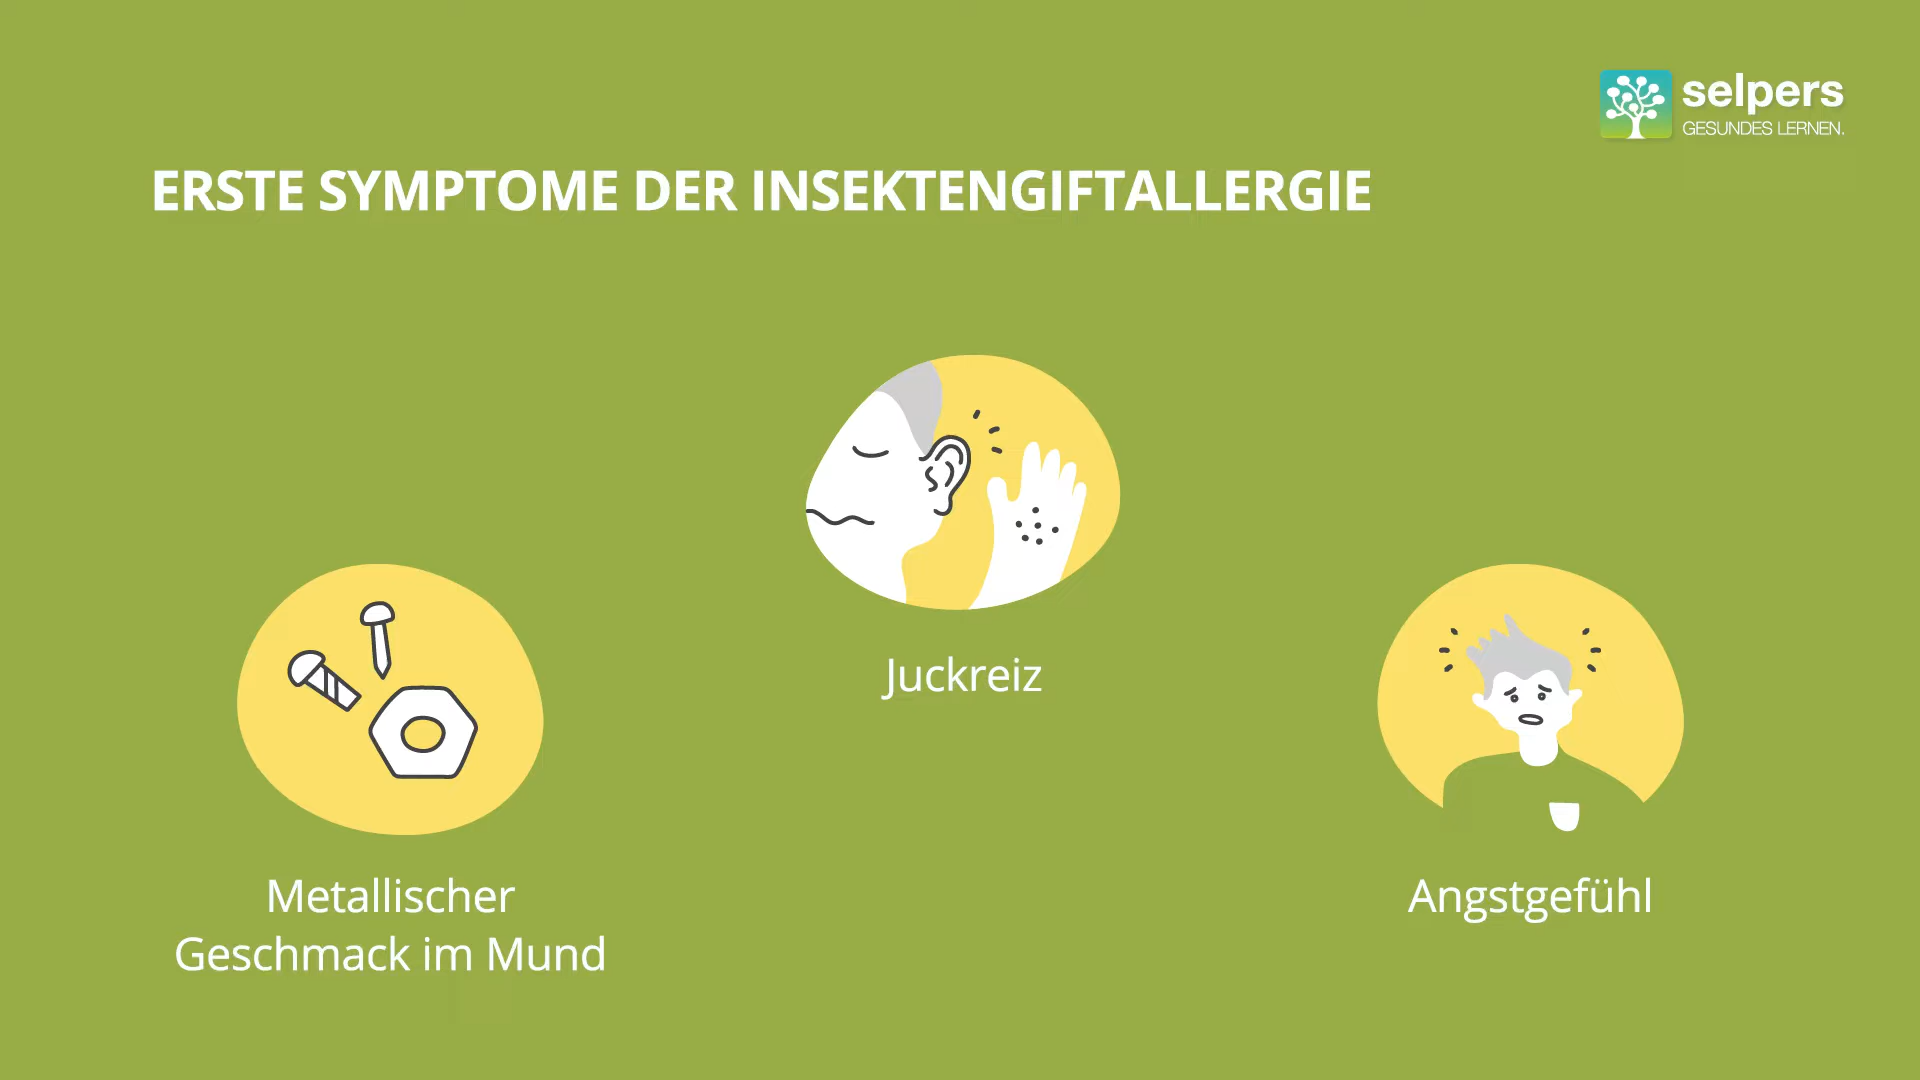 selpers
GESUNDES LERNEN.
ERSTE SYMPTOME DER INSEKTENGIFTALLERGIE
Juckreiz
Metallischer
Geschmack im Mund
Angstgefühl